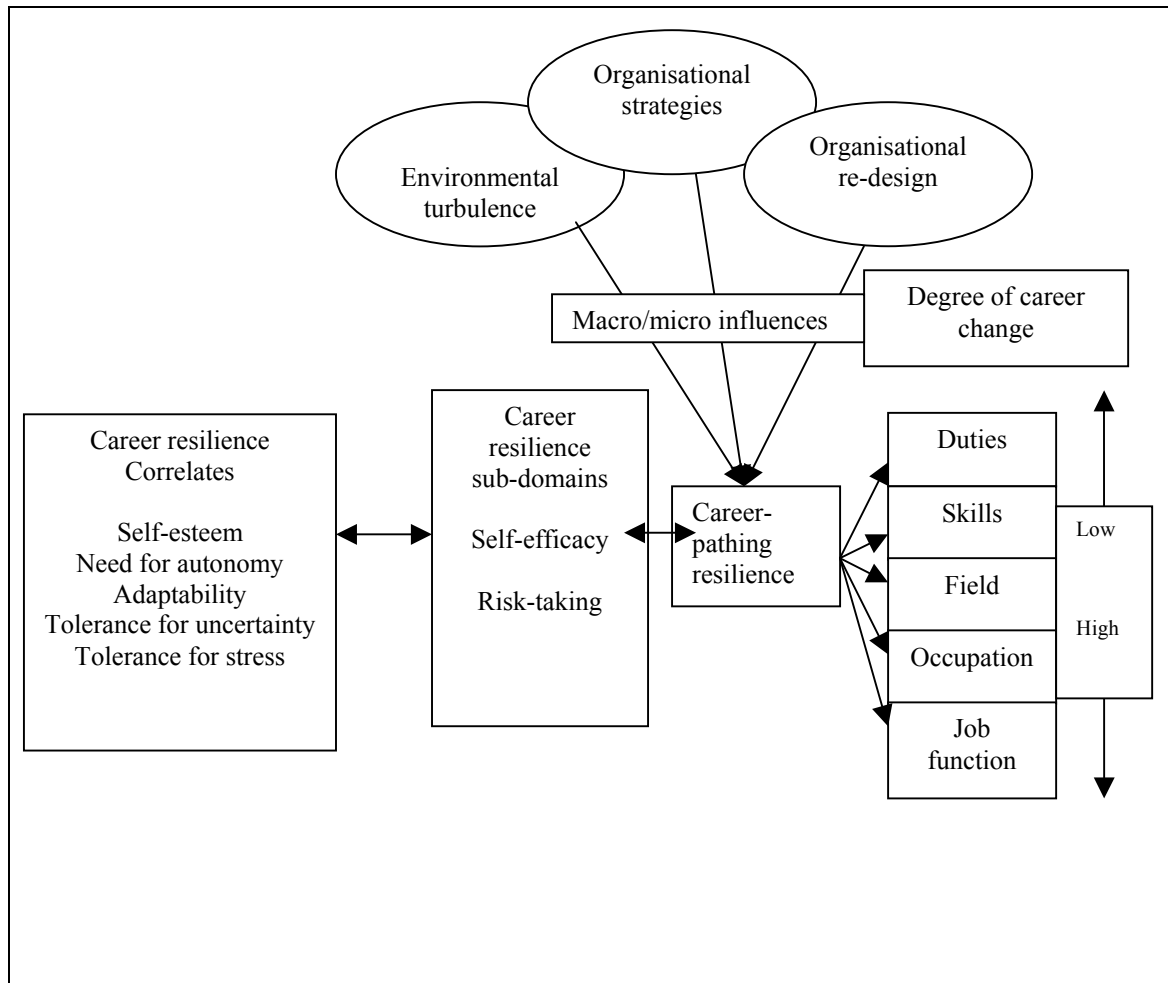 Organisational
strategies
Environmental
turbulence
Organisational
re-design
Macro/micro influences
Degree of career
change
Career resilience
Correlates
Self-esteem
Need for autonomy
Adaptability
Tolerance for uncertainty
Tolerance for stress
Career
resilience
sub-domains
Self-efficacy
Risk-taking
Career-
pathing
resilience
Duties
Skills
Field
Occupation
Job
function
Low
High